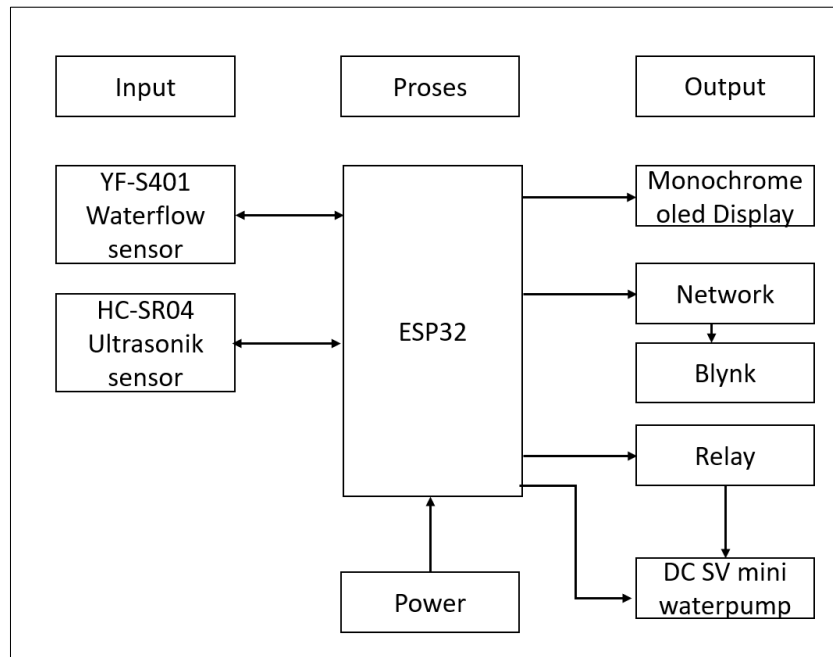 Input
Proses
Output
YF-S401
Waterflow
sensor
HC-SR04
Ultrasonik
sensor
ESP32
Power
Monochrome
oled Display
Network
Blynk
Relay
DC SV mini
waterpump